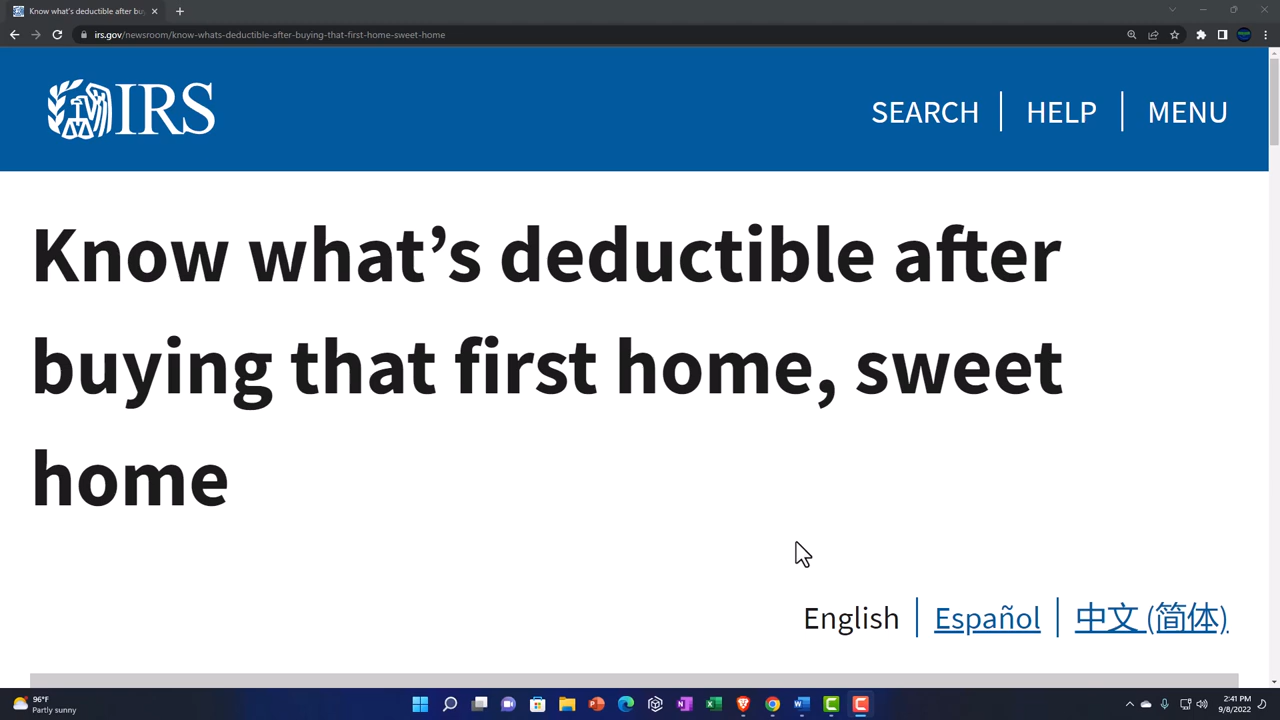 Know what's deductible after bu
irs.gov/newsroom/know-whats-deductible-after-buying-that-first-home-sweet-home
IRS
SEARCH
HELP
MENU
Know what’s deductible after
buying that first home, sweet
home
English
Español
中文 (简体)
96°F
Partly sunny
2:41 PM
9/8/2022